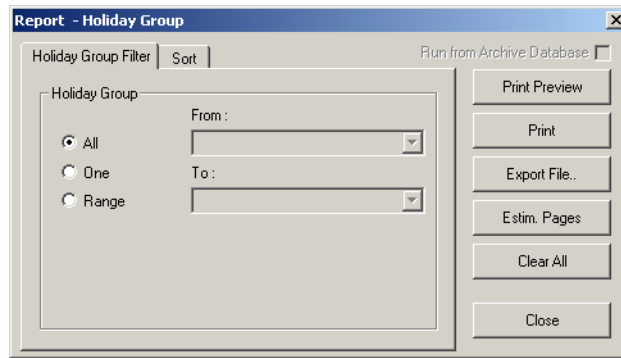 Report - Holiday Group
Holiday Group Filter
Sort
Run from Archive Database
Holiday Group
From :
All
One
To :
Range
Print Preview
Print
Export File..
Estim. Pages
Clear All
Close